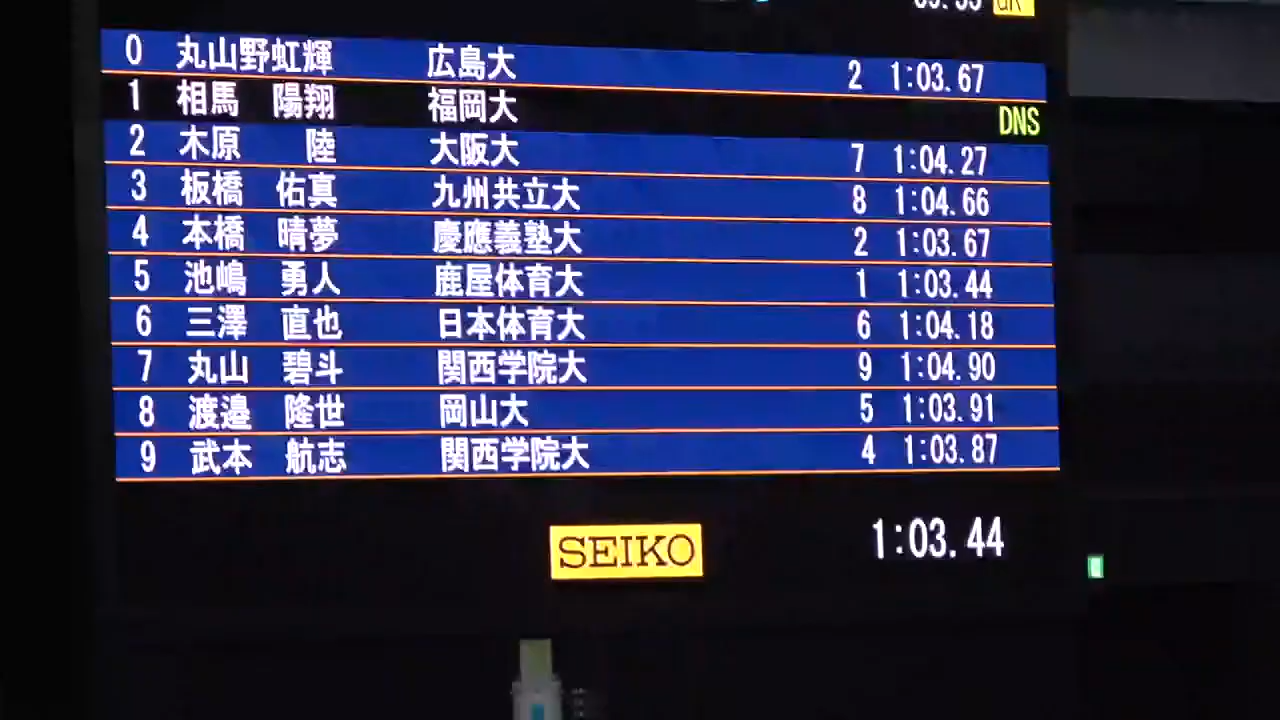 0 丸山野虹輝 広島大 2 1:03.67
1 相馬 陽翔 福岡大 DNS
2 木原 陸 大阪大 7 1:04.27
3 板橋 佑真 九州共立大 8 1:04.66
4 本橋 晴夢 慶應義塾大 2 1:03.67
5 池嶋 勇人 鹿屋体育大 1 1:03.44
6 三澤 直也 日本体育大 6 1:04.18
7 丸山 碧斗 関西学院大 9 1:04.90
8 渡邉 隆世 岡山大 5 1:03.91
9 武本 航志 関西学院大 4 1:03.87
SEIKO 1:03.44